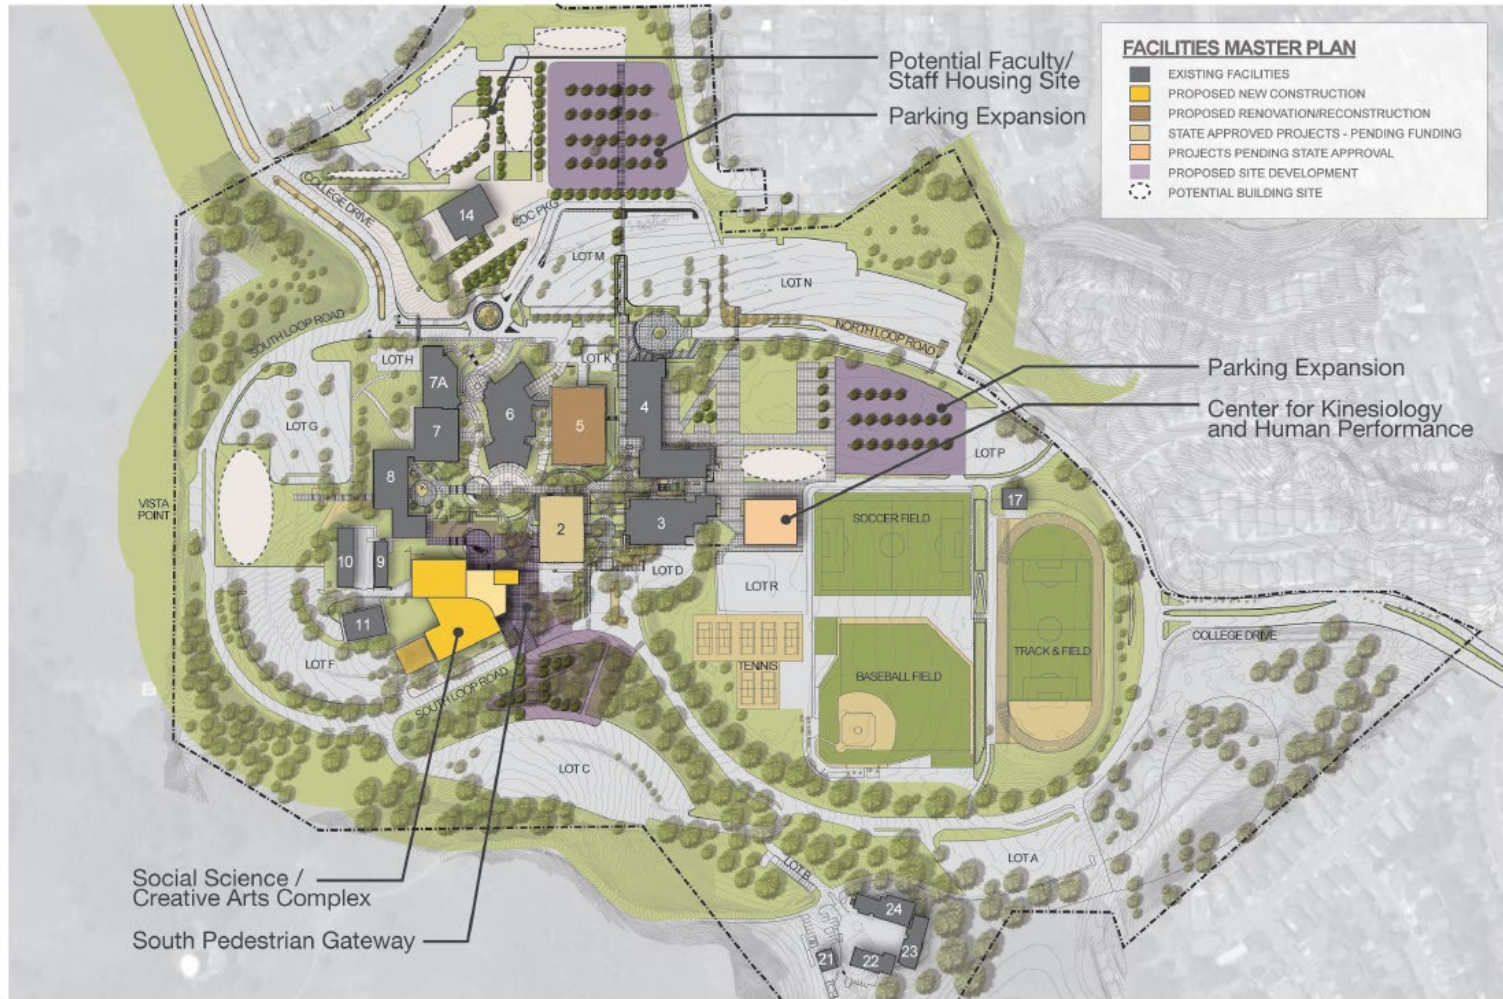 FACILITIES MASTER PLAN
EXISTING FACILITIES
PROPOSED NEW CONSTRUCTION
PROPOSED RENOVATION/RECONSTRUCTION
STATE APPROVED PROJECTS - PENDING FUNDING
PROJECTS PENDING STATE APPROVAL
PROPOSED SITE DEVELOPMENT
POTENTIAL BUILDING SITE
Potential Faculty/
Staff Housing Site
Parking Expansion
COLLEGE DRIVE
14
CDC PKG
LOT M
LOT N
SOUTH LOOP ROAD
NORTH LOOP ROAD
LOT H
LOT K
7A
6
5
4
Parking Expansion
Center for Kinesiology
and Human Performance
LOT G
7
LOT P
8
VISTA
POINT
2
3
17
SOCCER FIELD
10
9
LOT D
LOT R
11
COLLEGE DRIVE
LOT F
TENNIS
TRACK & FIELD
BASEBALL FIELD
SOUTH LOOP ROAD
LOT C
LOT A
LOT B
Social Science /
Creative Arts Complex
South Pedestrian Gateway
24
23
22
21